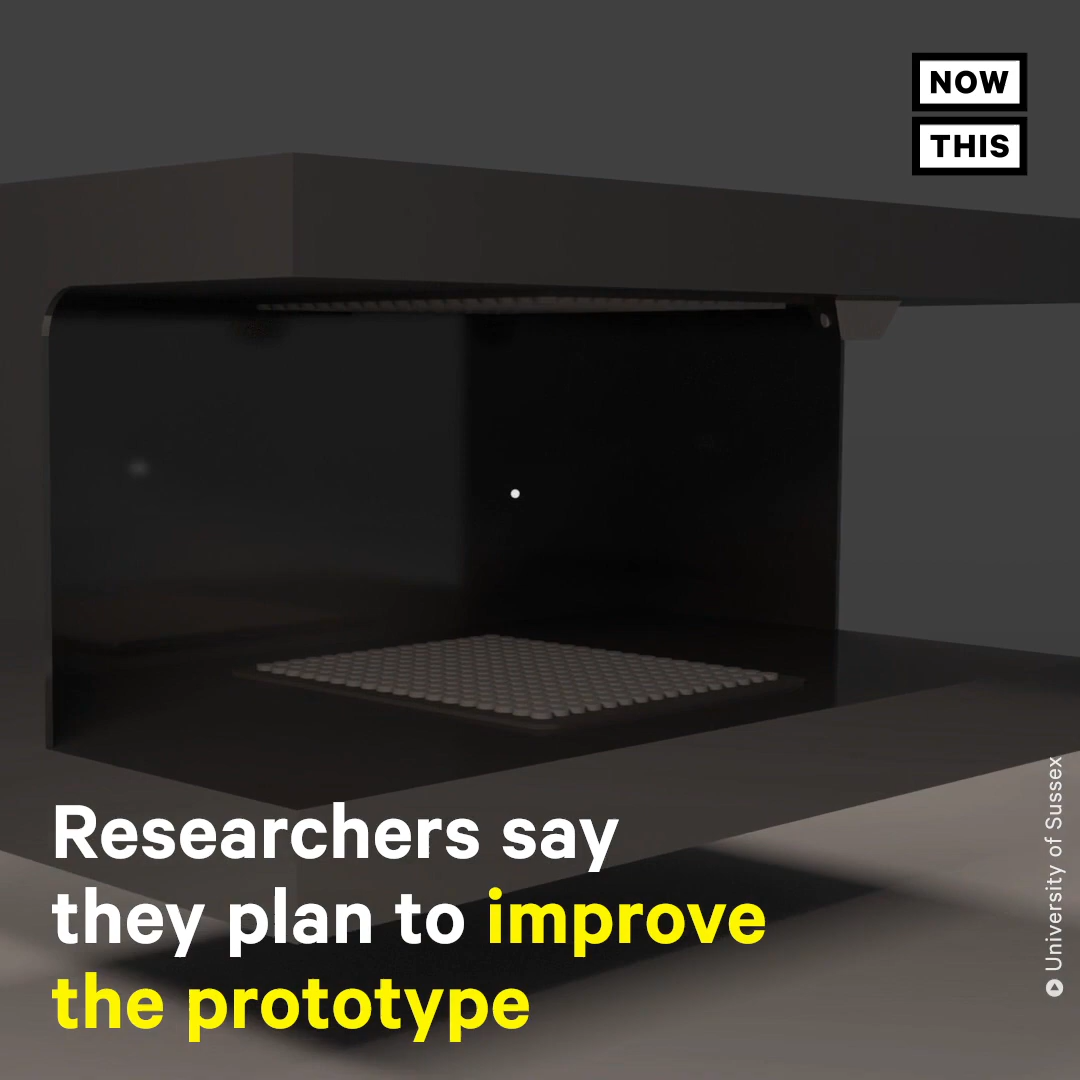 NOW
THIS
Researchers say
they plan to improve
the prototype
University of Sussex